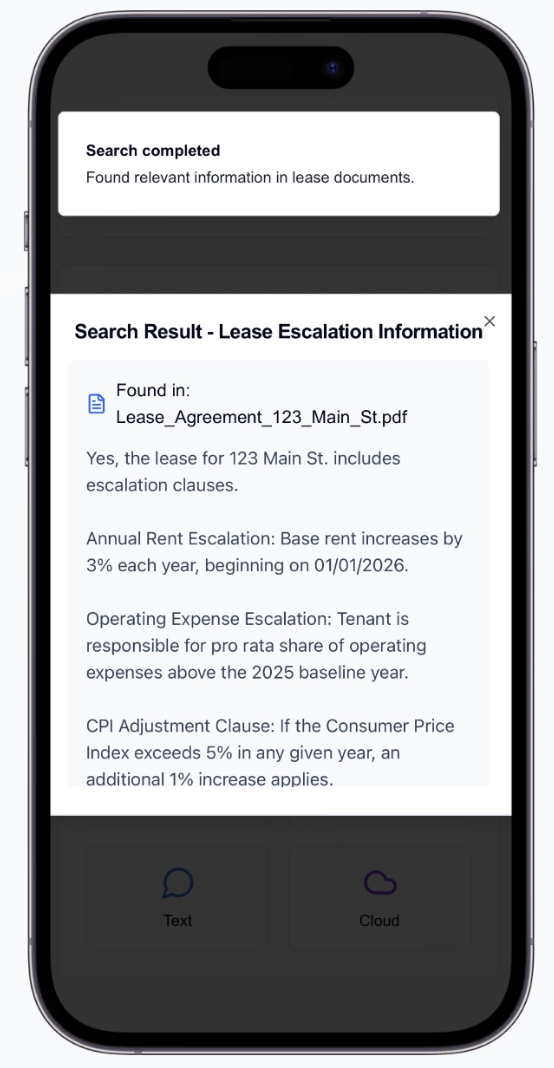 Search completed
Found relevant information in lease documents.
Search Result - Lease Escalation Information
Found in:
Lease_Agreement_123_Main_St.pdf
Yes, the lease for 123 Main St. includes
escalation clauses.
Annual Rent Escalation: Base rent increases by
3% each year, beginning on 01/01/2026.
Operating Expense Escalation: Tenant is
responsible for pro rata share of operating
expenses above the 2025 baseline year.
CPI Adjustment Clause: If the Consumer Price
Index exceeds 5% in any given year, an
additional 1% increase applies.
Text
Cloud